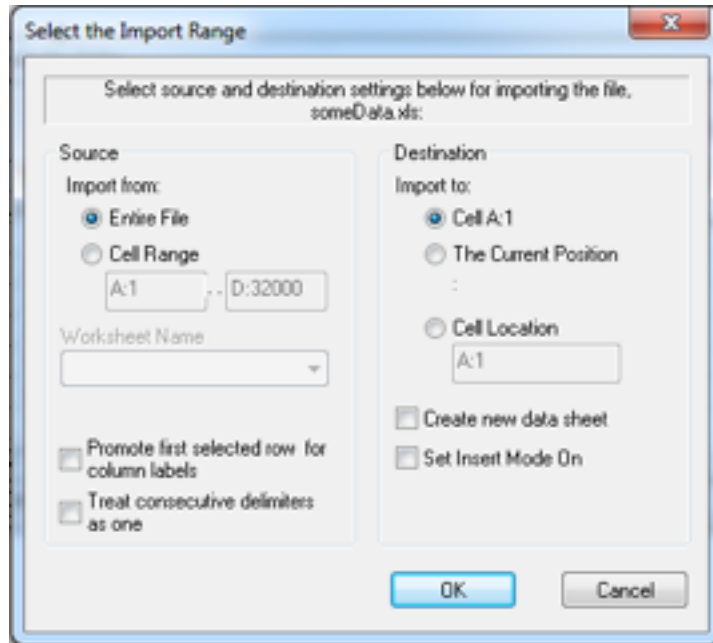 Select the Import Range
Select source and destination settings below for importing the file,
someData.xls:
Source
Import from:
Entire File
Cell Range
A:1 .. D:32000
Worksheet Name
Promote first selected row for
column labels
Treat consecutive delimiters
as one
Destination
Import to:
Cell A:1
The Current Position
:
Cell Location
A:1
Create new data sheet
Set Insert Mode On
OK
Cancel